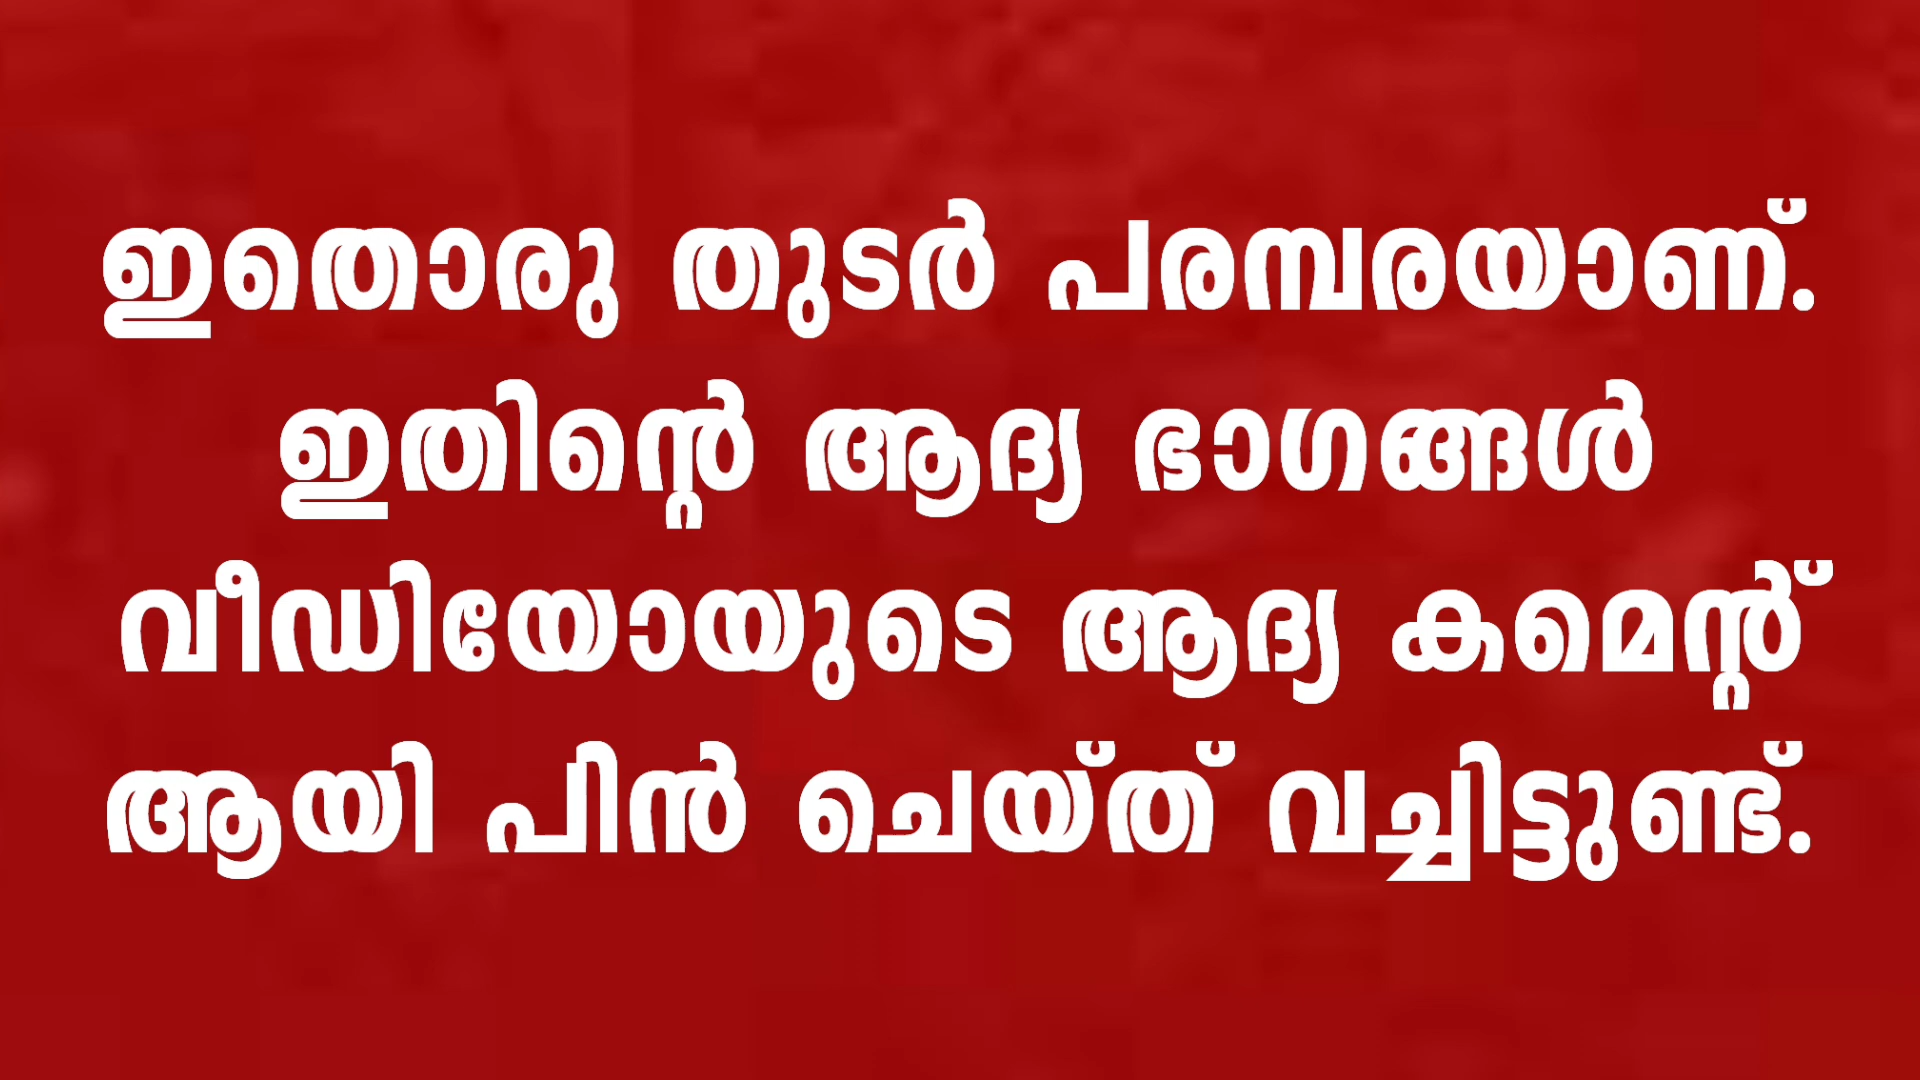 ഇതൊരു തുടർ പരമ്പരയാണ്.
ഇതിന്റെ ആദ്യ ഭാഗങ്ങൾ
വീഡിയോയുടെ ആദ്യ കമെന്റ്
ആയി പിൻ ചെയ്ത് വച്ചിട്ടുണ്ട്.